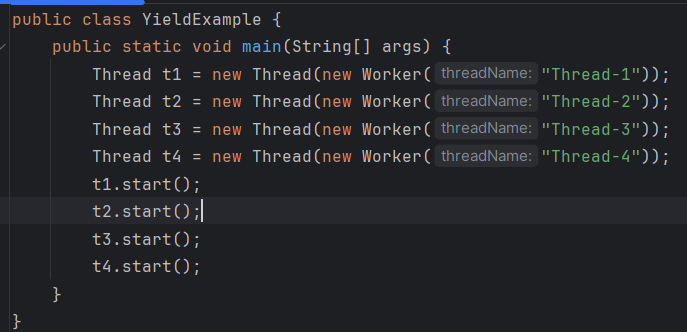 public class YieldExample {
    public static void main(String[] args) {
        Thread t1 = new Thread(new Worker( threadName: "Thread-1"));
        Thread t2 = new Thread(new Worker( threadName: "Thread-2"));
        Thread t3 = new Thread(new Worker( threadName: "Thread-3"));
        Thread t4 = new Thread(new Worker( threadName: "Thread-4"));
        t1.start();
        t2.start();
        t3.start();
        t4.start();
    }
}